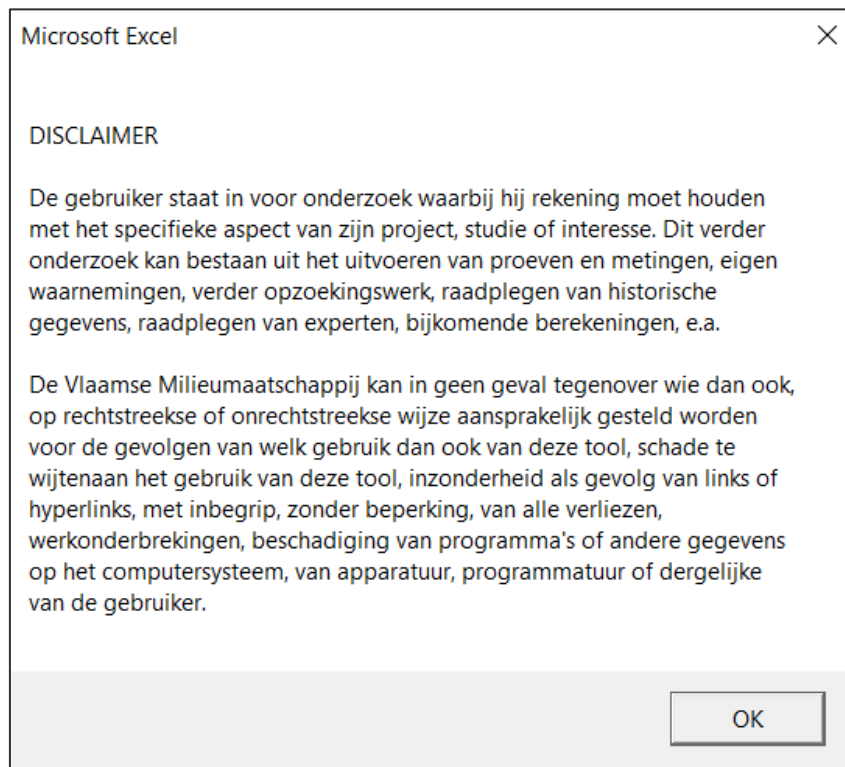 Microsoft Excel
DISCLAIMER
De gebruiker staat in voor onderzoek waarbij hij rekening moet houden
met het specifieke aspect van zijn project, studie of interesse. Dit verder
onderzoek kan bestaan uit het uitvoeren van proeven en metingen, eigen
waarnemingen, verder opzoekingswerk, raadplegen van historische
gegevens, raadplegen van experten, bijkomende berekeningen, e.a.
De Vlaamse Milieumaatschappij kan in geen geval tegenover wie dan ook,
op rechtstreekse of onrechtstreekse wijze aansprakelijk gesteld worden
voor de gevolgen van welk gebruik dan ook van deze tool, schade te
wijtenaan het gebruik van deze tool, inzonderheid als gevolg van links of
hyperlinks, met inbegrip, zonder beperking, van alle verliezen,
werkonderbrekingen, beschadiging van programma's of andere gegevens
op het computersysteem, van apparatuur, programmatuur of dergelijke
van de gebruiker.
OK